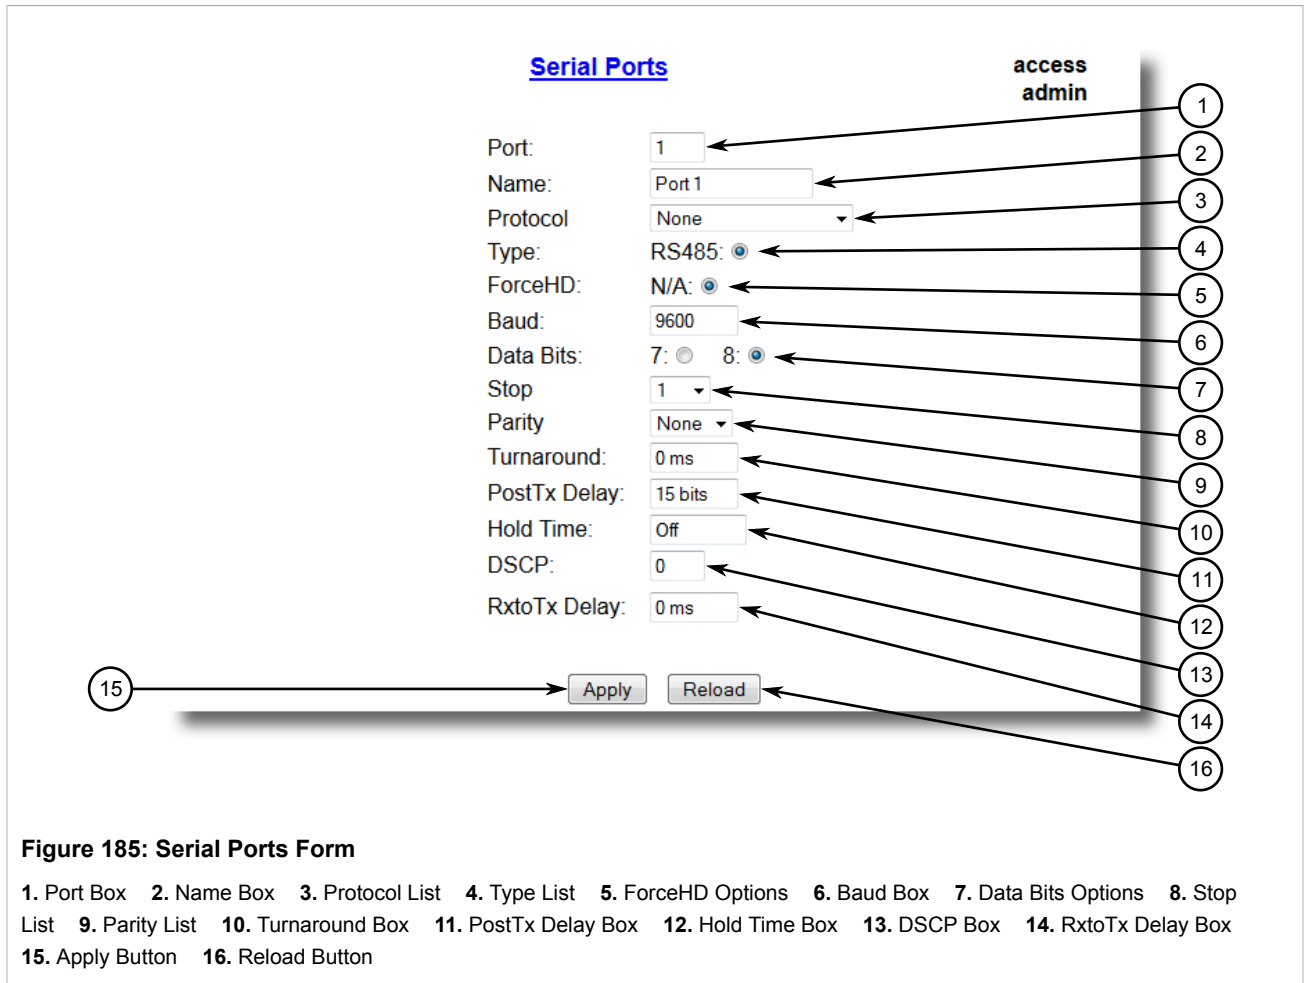 Serial Ports
access
admin
1
Port: 1
2
Name: Port 1
3
Protocol None
4
Type: RS485:
5
ForceHD: N/A:
6
Baud: 9600
7
Data Bits: 7: 8:
8
Stop 1
9
Parity None
10
Turnaround: 0 ms
11
PostTx Delay: 15 bits
12
Hold Time: Off
13
DSCP: 0
14
RxtoTx Delay: 0 ms
15
Apply Reload
16
Figure 185: Serial Ports Form
1. Port Box 2. Name Box 3. Protocol List 4. Type List 5. ForceHD Options 6. Baud Box 7. Data Bits Options 8. Stop
List 9. Parity List 10. Turnaround Box 11. PostTx Delay Box 12. Hold Time Box 13. DSCP Box 14. RxtoTx Delay Box
15. Apply Button 16. Reload Button